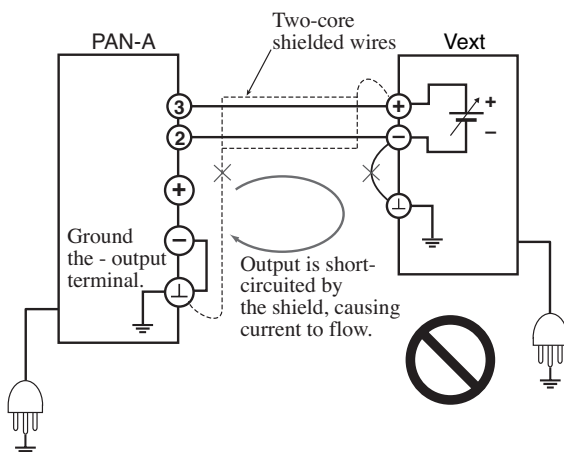 Two-core
shielded wires
PAN-A
Vext
3
+
+
2
−
−
+
−
⊥
⊥
Ground
the - output
terminal.
Output is short-
circuited by
the shield, causing
current to flow.